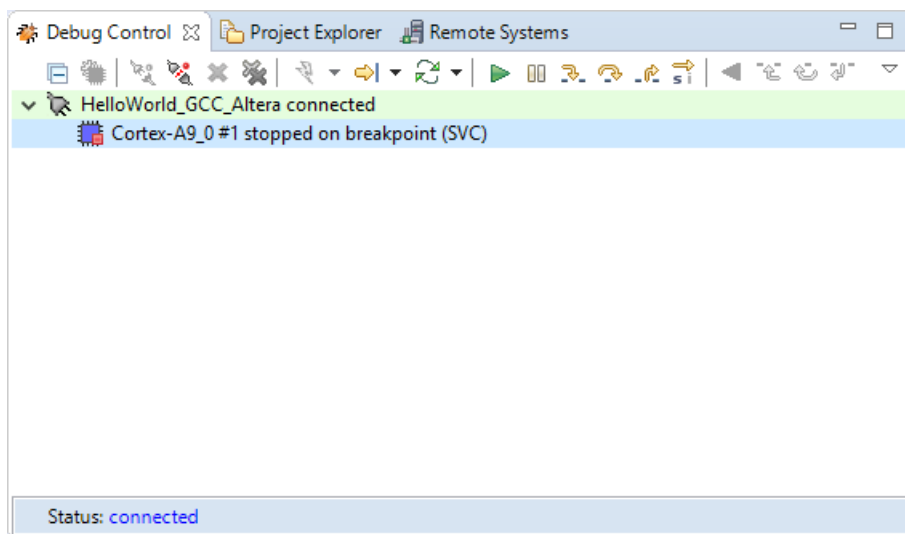 Debug Control Project Explorer Remote Systems
HelloWorld_GCC_Altera connected
Cortex-A9_0 #1 stopped on breakpoint (SVC)
Status: connected